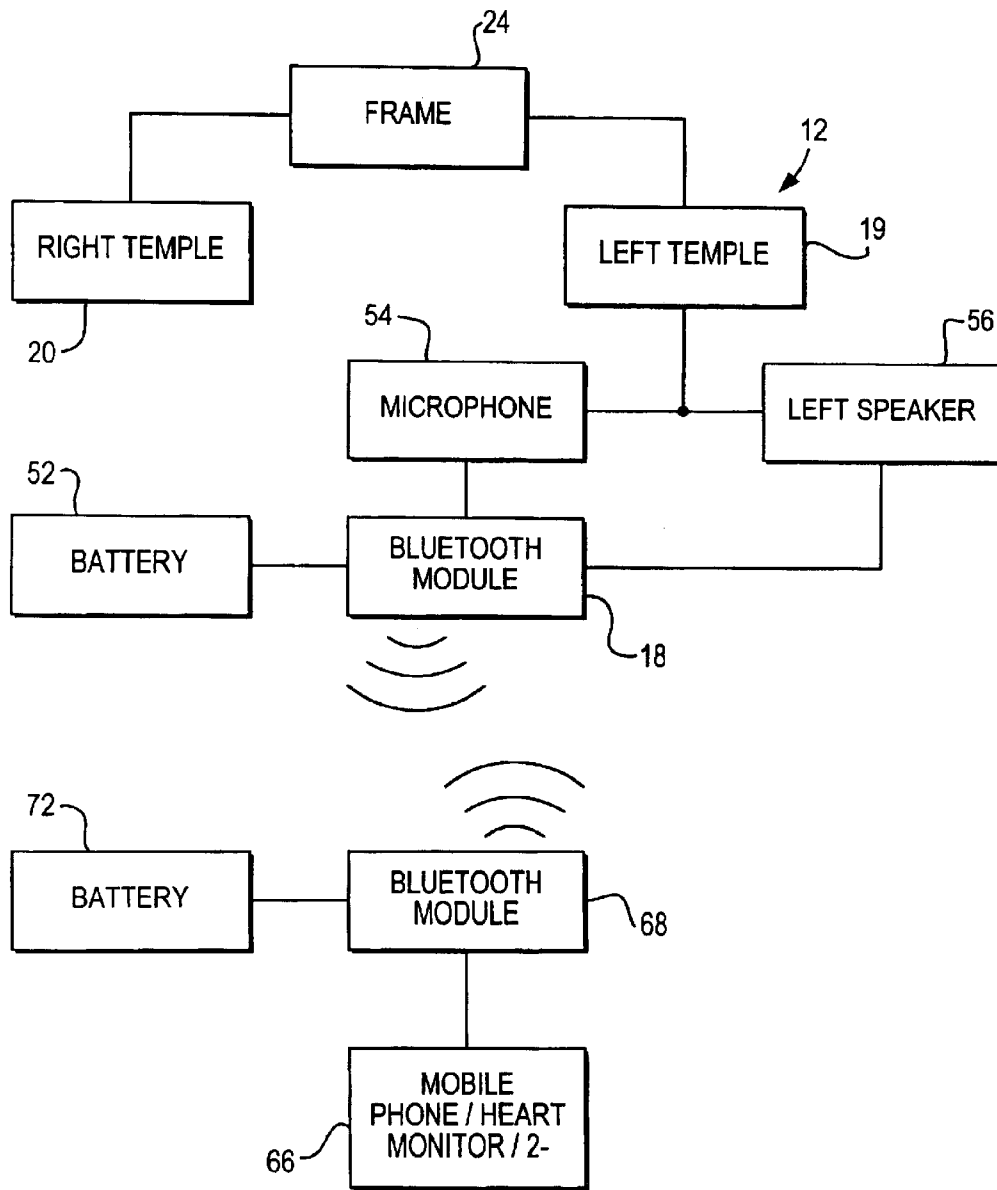 24
FRAME
12
RIGHT TEMPLE
LEFT TEMPLE
19
20
54
56
MICROPHONE
LEFT SPEAKER
52
BATTERY
BLUETOOTH
MODULE
18
72
BATTERY
BLUETOOTH
MODULE
68
MOBILE
PHONE / HEART
MONITOR / 2-
66